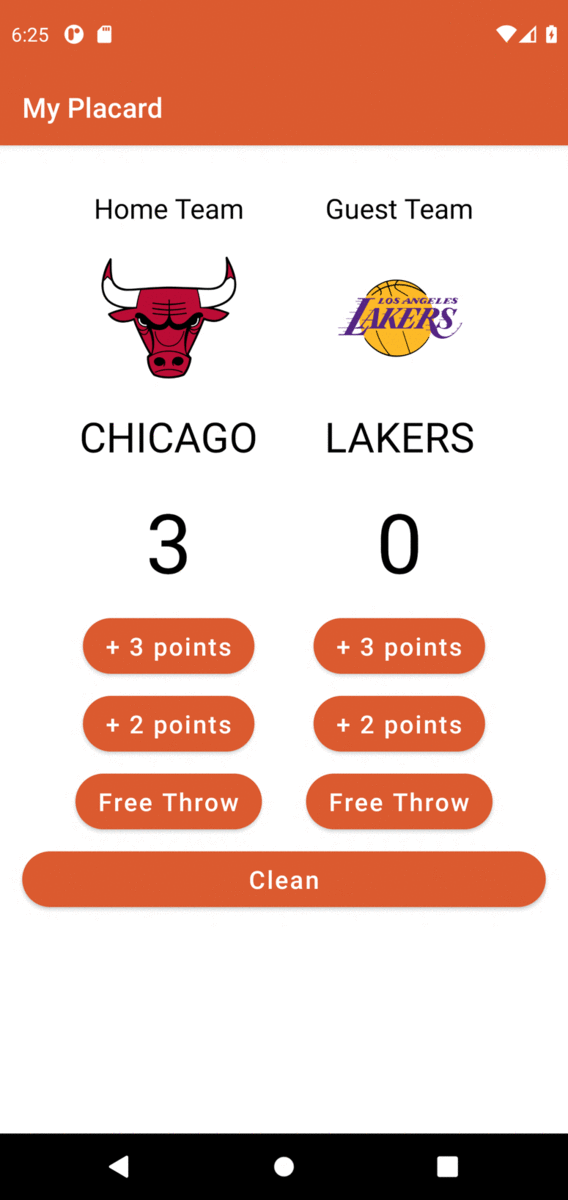 6:25
My Placard
Home Team Guest Team
LOS ANGELES
LAKERS
CHICAGO LAKERS
3 0
+ 3 points + 3 points
+ 2 points + 2 points
Free Throw Free Throw
Clean